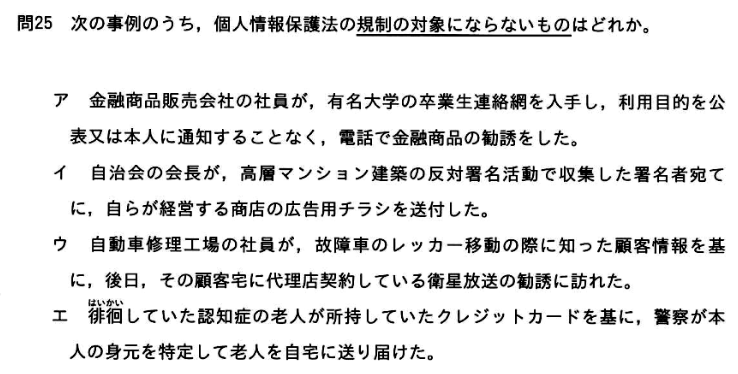 問25 次の事例のうち，個人情報保護法の規制の対象にならないものはどれか。
ア 金融商品販売会社の社員が，有名大学の卒業生連絡網を入手し，利用目的を公
表又は本人に通知することなく，電話で金融商品の勧誘をした。
イ 自治会の会長が，高層マンション建築の反対署名活動で収集した署名者宛て
に，自らが経営する商店の広告用チラシを送付した。
ウ 自動車修理工場の社員が，故障車のレッカー移動の際に知った顧客情報を基
に，後日，その顧客宅に代理店契約している衛星放送の勧誘に訪れた。
はいかい
エ 徘徊していた認知症の老人が所持していたクレジットカードを基に，警察が本
人の身元を特定して老人を自宅に送り届けた。